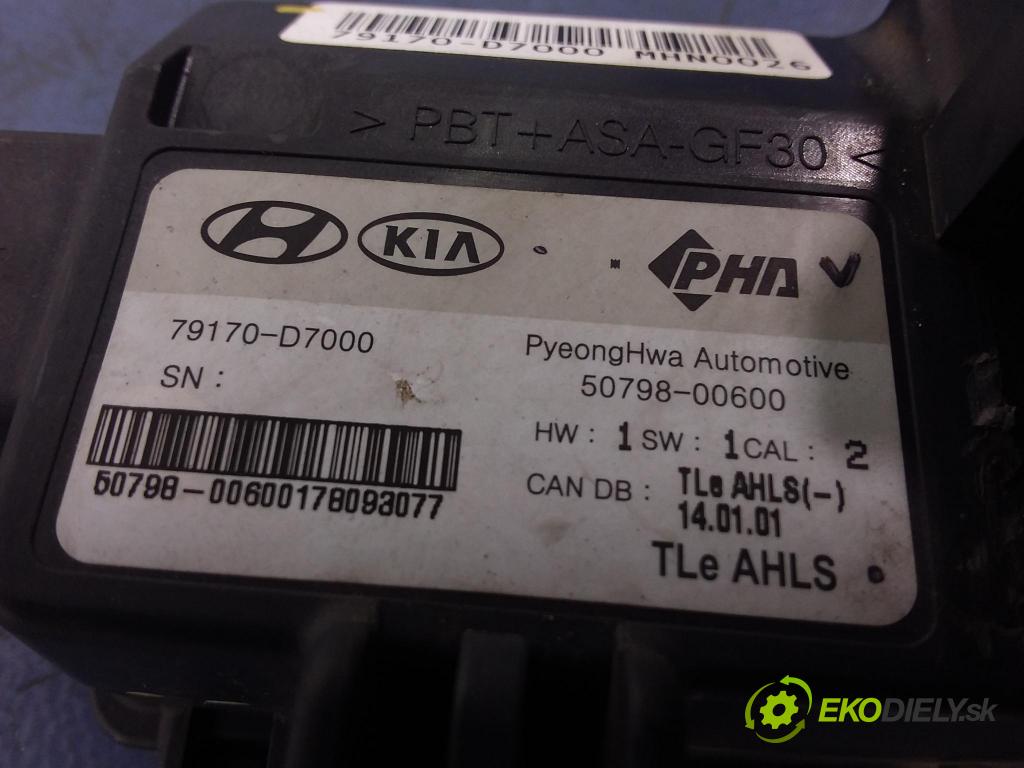 79170-D7000 MHN0026
> PBT+ASA-GF30 <
KIA PHA V
79170-D7000
SN :
50798-00600178093077
PyeongHwa Automotive
50798-00600
HW : 1 SW : 1 CAL : 2
CAN DB : TLe AHLS(-)
14.01.01
TLe AHLS
EKODIELY.sk